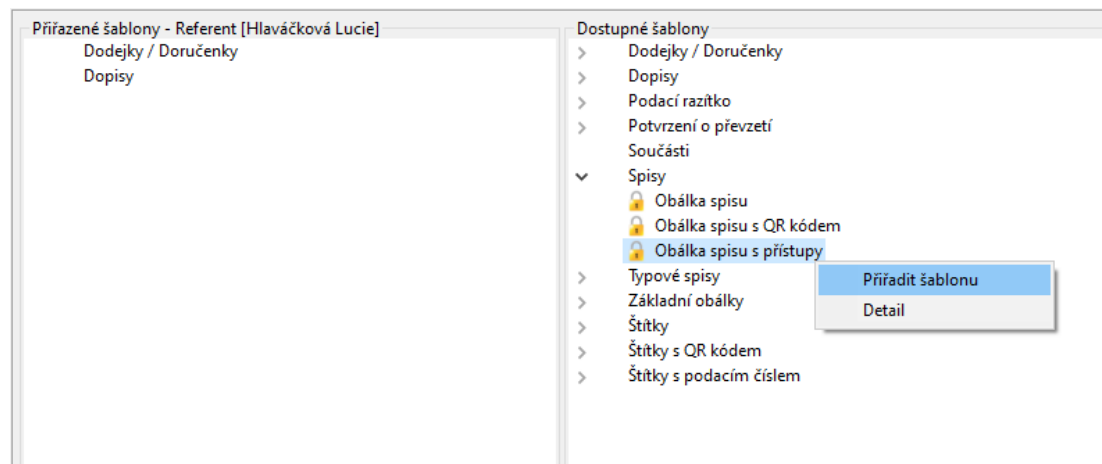 Přiřazené šablony - Referent [Hlaváčková Lucie]
Dodejky / Doručenky
Dopisy
Dostupné šablony
Dodejky / Doručenky
Dopisy
Podací razítko
Potvrzení o převzetí
Součásti
Spisy
Obálka spisu
Obálka spisu s QR kódem
Obálka spisu s přístupy
Typové spisy
Základní obálky
Štítky
Štítky s QR kódem
Štítky s podacím číslem
Přiřadit šablonu
Detail